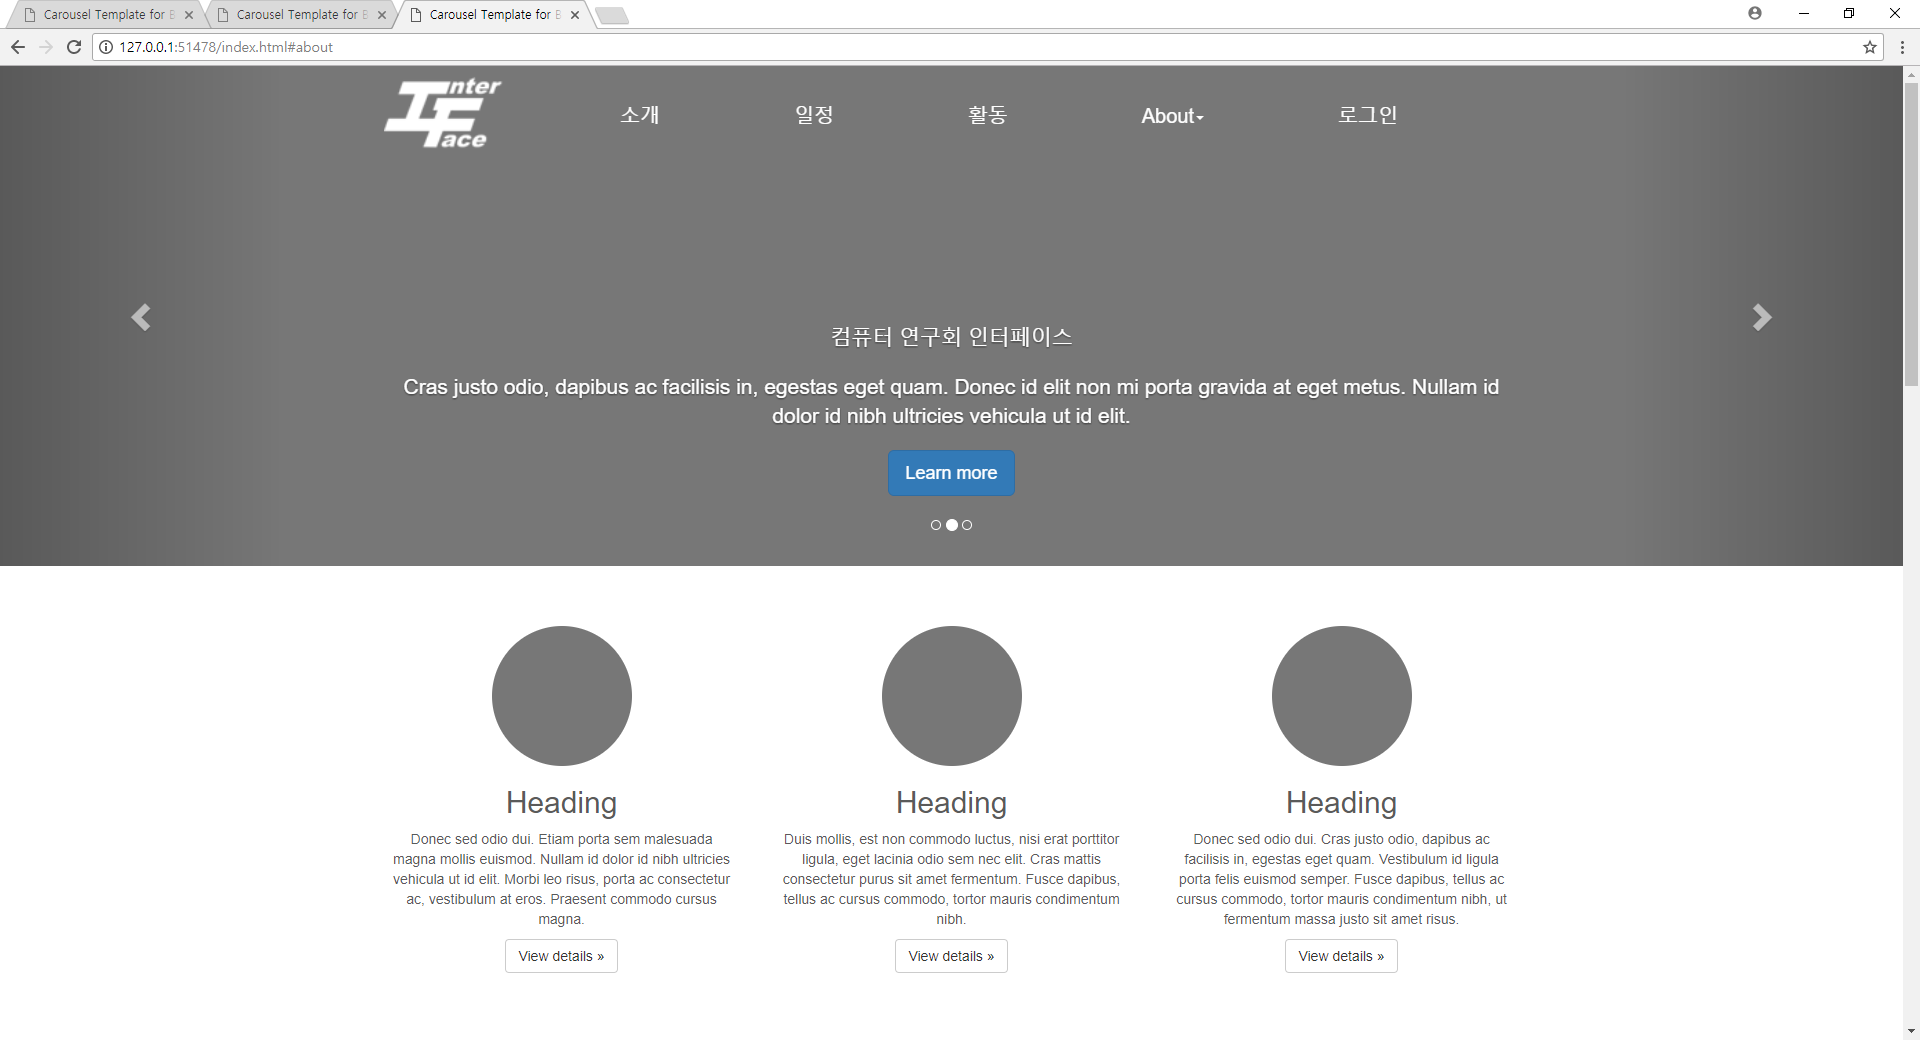 Carousel Template for B
Carousel Template for B
Carousel Template for B
127.0.0.1:51478/index.html#about
Inter
Face
소개
일정
활동
About
로그인
컴퓨터 연구회 인터페이스
Cras justo odio, dapibus ac facilisis in, egestas eget quam. Donec id elit non mi porta gravida at eget metus. Nullam id
dolor id nibh ultricies vehicula ut id elit.
Learn more
Heading
Donec sed odio dui. Etiam porta sem malesuada
magna mollis euismod. Nullam id dolor id nibh ultricies
vehicula ut id elit. Morbi leo risus, porta ac consectetur
ac, vestibulum at eros. Praesent commodo cursus
magna.
View details »
Heading
Duis mollis, est non commodo luctus, nisi erat porttitor
ligula, eget lacinia odio sem nec elit. Cras mattis
consectetur purus sit amet fermentum. Fusce dapibus,
tellus ac cursus commodo, tortor mauris condimentum
nibh.
View details »
Heading
Donec sed odio dui. Cras justo odio, dapibus ac
facilisis in, egestas eget quam. Vestibulum id ligula
porta felis euismod semper. Fusce dapibus, tellus ac
cursus commodo, tortor mauris condimentum nibh, ut
fermentum massa justo sit amet risus.
View details »